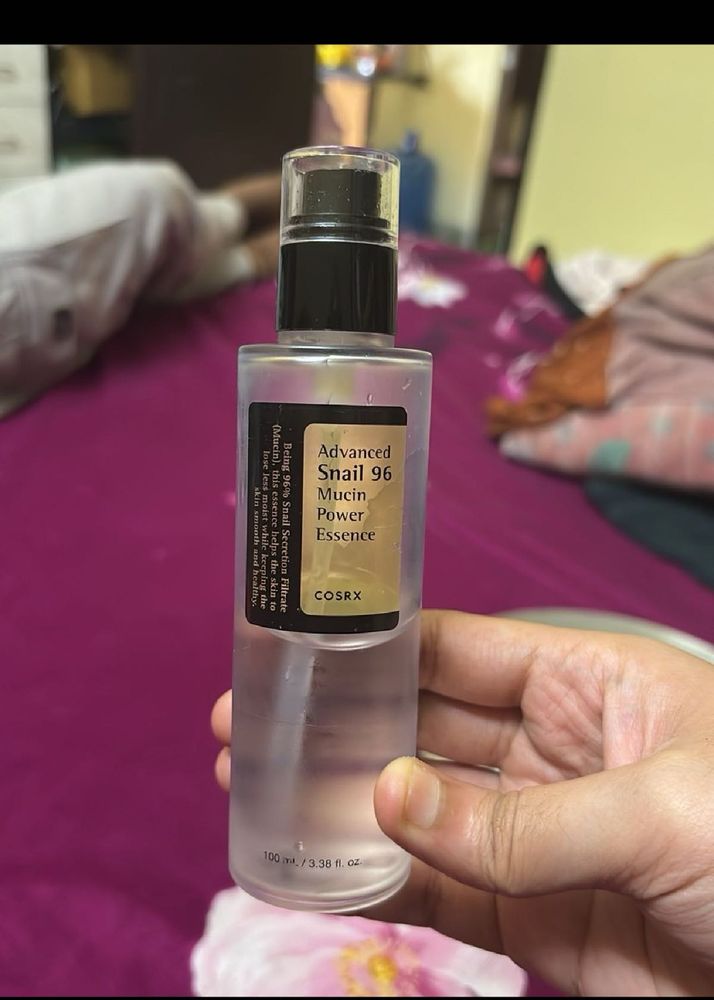 Advanced
Snail 96
Mucin
Power
Essence
COSRX
Being 96% Snail Secretion Filtrate
(Mucin), this essence helps the skin to
lose less moist while keeping the
skin smooth and healthy.
100 mL / 3.38 fl. oz.